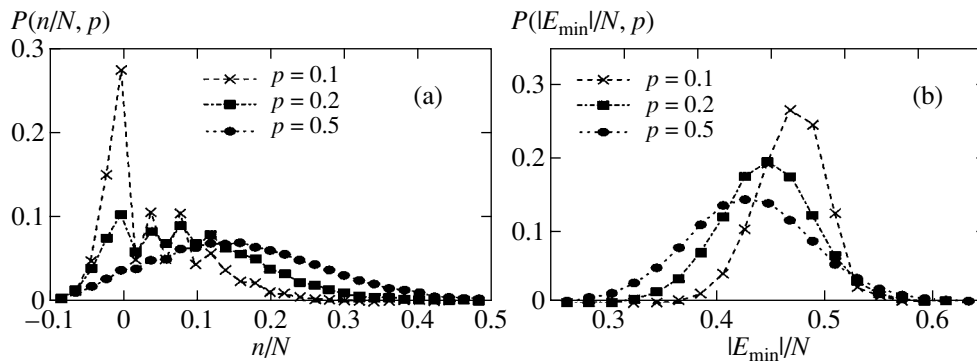 P(n/N, p)
0.3
0.2
0.1
0
p = 0.1
p = 0.2
p = 0.5
(a)
–0.1 0 0.1 0.2 0.3 0.4 0.5
n/N
P(|E_min|/N, p)
0.3
0.2
0.1
0
p = 0.1
p = 0.2
p = 0.5
(b)
0.3 0.4 0.5 0.6
|E_min|/N